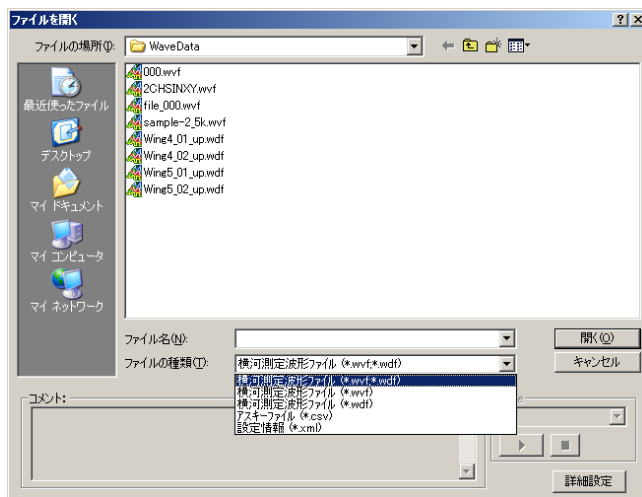 ファイルを開く
ファイルの場所(I):
WaveData
最近使ったファイル
デスクトップ
マイ ドキュメント
マイ コンピュータ
マイ ネットワーク
000.wvf
2CHSINXY.wvf
file_000.wvf
sample-2_5k.wvf
Wing4_01_up.wdf
Wing4_02_up.wdf
Wing5_01_up.wdf
Wing5_02_up.wdf
ファイル名(N):
開く(O)
ファイルの種類(T):
横河測定波形ファイル (*.wvf;*.wdf)
キャンセル
横河測定波形ファイル (*.wvf;*.wdf)
横河測定波形ファイル (*.wvf)
横河測定波形ファイル (*.wdf)
アスキーファイル (*.csv)
設定情報 (*.xml)
コメント:
詳細設定